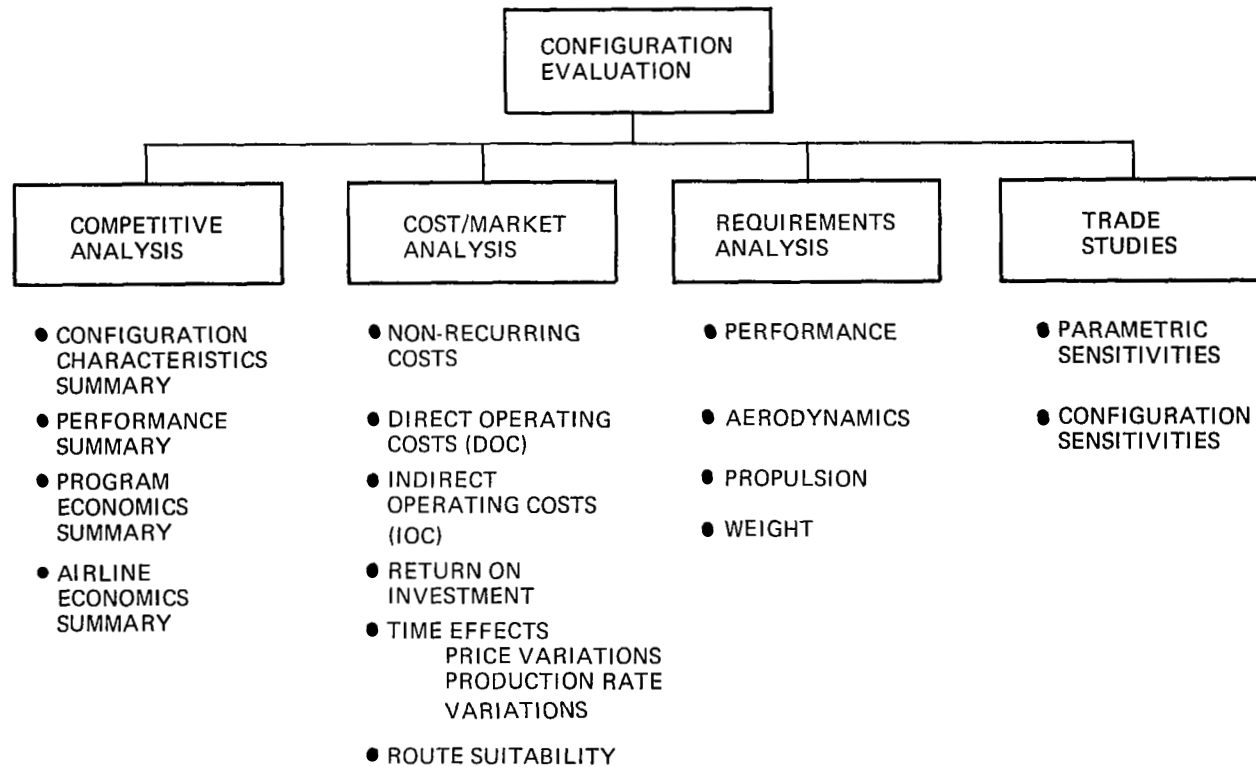 CONFIGURATION
EVALUATION
COMPETITIVE
ANALYSIS
COST/MARKET
ANALYSIS
REQUIREMENTS
ANALYSIS
TRADE
STUDIES
● CONFIGURATION
CHARACTERISTICS
SUMMARY
● PERFORMANCE
SUMMARY
● PROGRAM
ECONOMICS
SUMMARY
● AIRLINE
ECONOMICS
SUMMARY
● NON-RECURRING
COSTS
● DIRECT OPERATING
COSTS (DOC)
● INDIRECT
OPERATING COSTS
(IOC)
● RETURN ON
INVESTMENT
● TIME EFFECTS
PRICE VARIATIONS
PRODUCTION RATE
VARIATIONS
● ROUTE SUITABILITY
● PERFORMANCE
● AERODYNAMICS
● PROPULSION
● WEIGHT
● PARAMETRIC
SENSITIVITIES
● CONFIGURATION
SENSITIVITIES